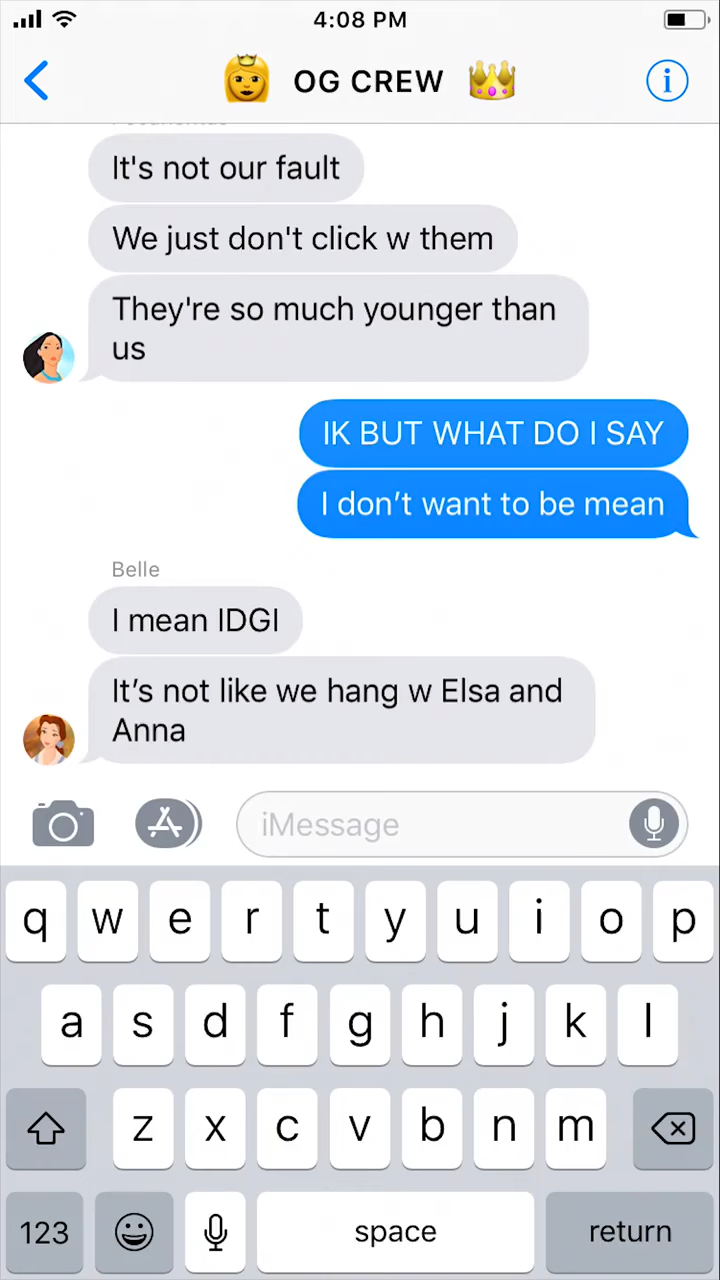 4:08 PM
OG CREW
It's not our fault
We just don't click w them
They're so much younger than
us
IK BUT WHAT DO I SAY
I don’t want to be mean
Belle
I mean IDGI
It’s not like we hang w Elsa and
Anna
iMessage
q w e r t y u i o p
a s d f g h j k l
z x c v b n m
123 space return